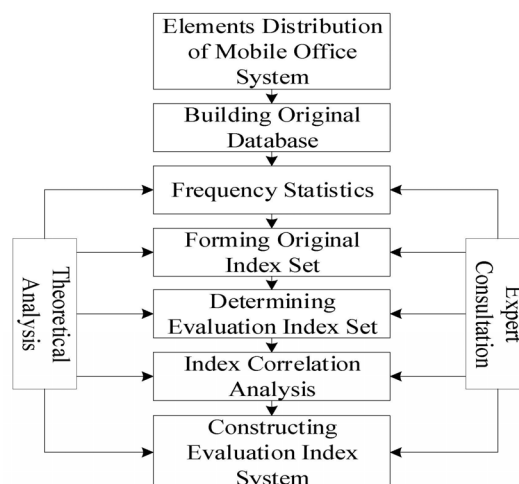 Elements Distribution
of Mobile Office
System
Building Original
Database
Frequency Statistics
Forming Original
Index Set
Determining
Evaluation Index Set
Index Correlation
Analysis
Constructing
Evaluation Index
System
Theoretical
Analysis
Expert
Consultation